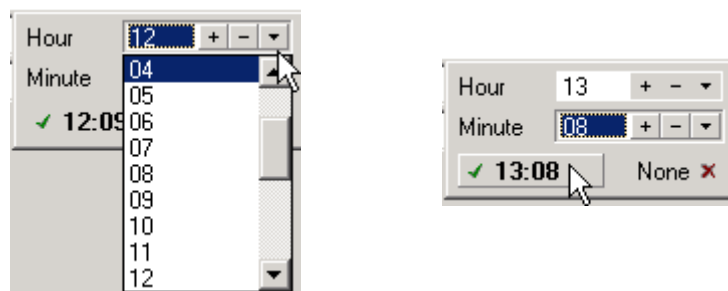 Hour 12 + −
Minute
04
05
✓ 12:09
06
07
08
09
10
11
12
Hour 13 + −
Minute 08 + −
✓ 13:08 None ×